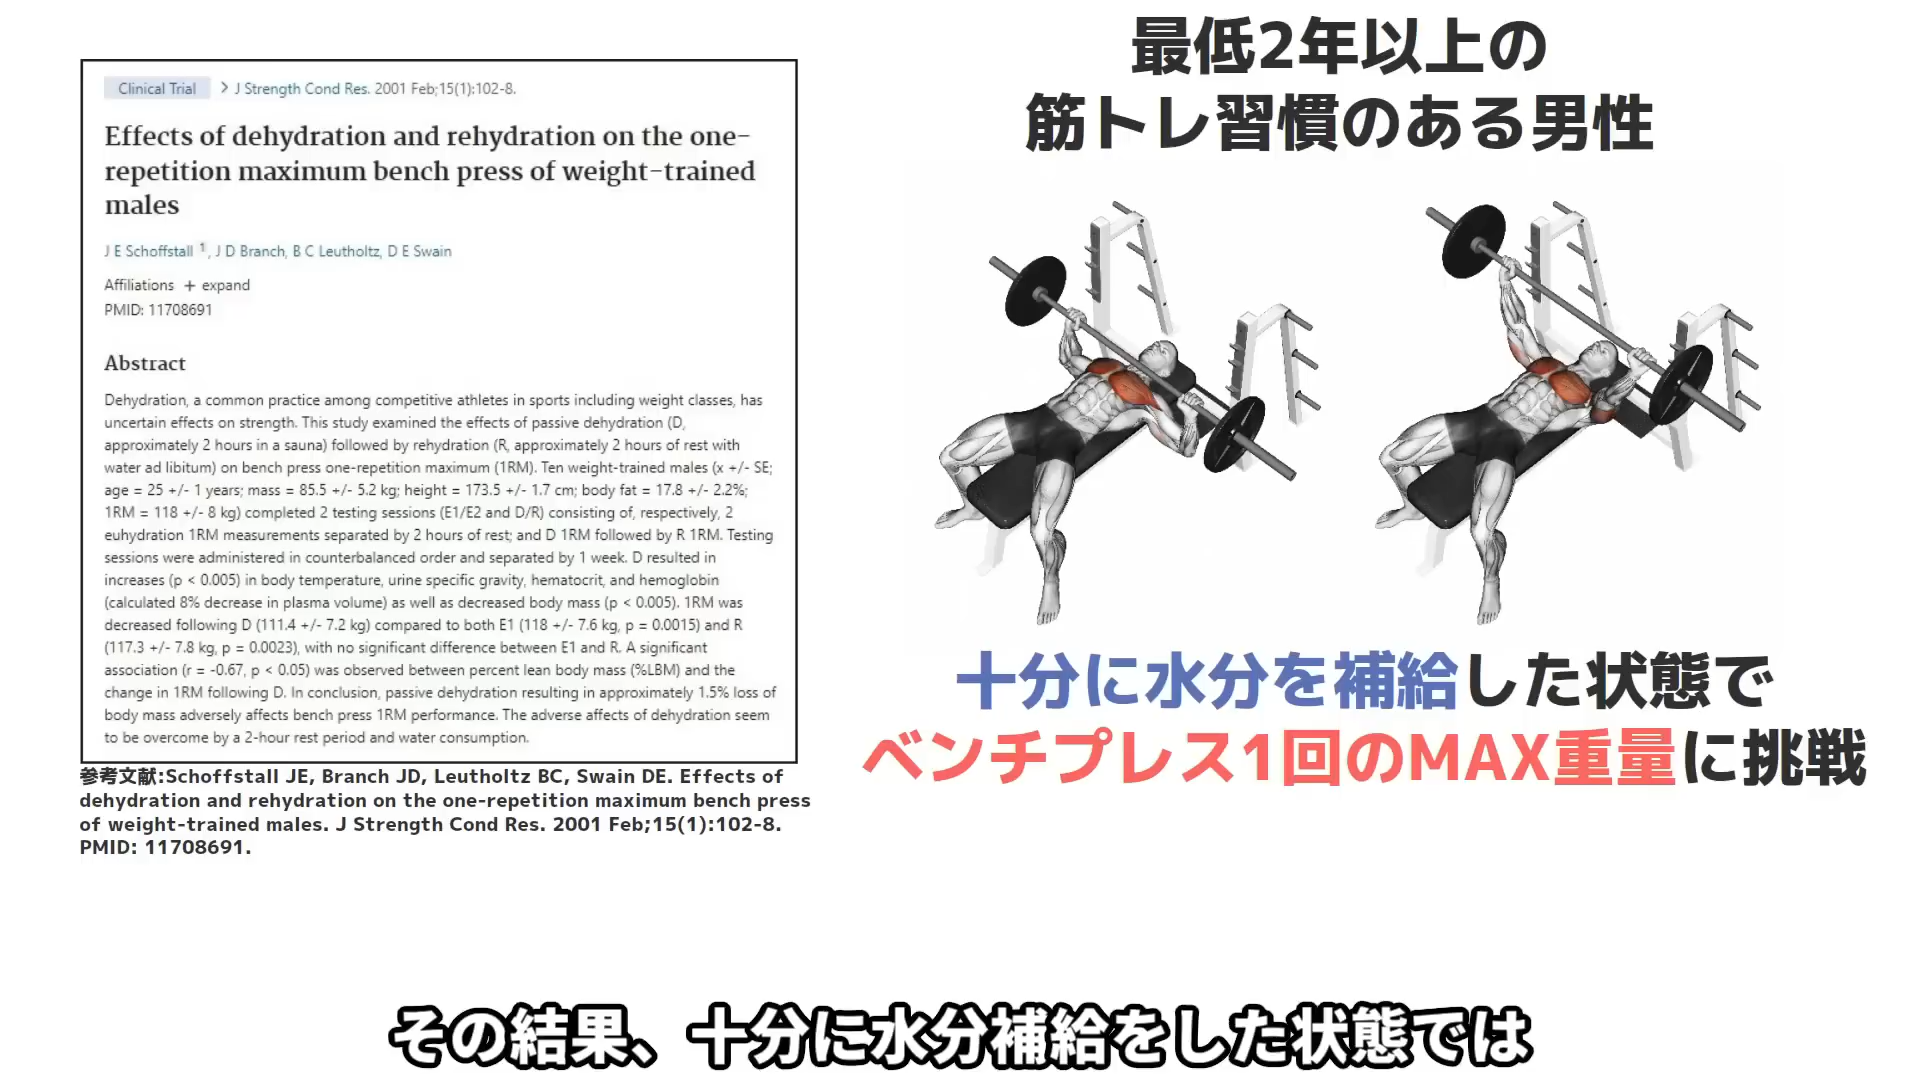 Clinical Trial > J Strength Cond Res. 2001 Feb;15(1):102-8.
Effects of dehydration and rehydration on the one-
repetition maximum bench press of weight-trained
males
J E Schoffstall 1, J D Branch, B C Leutholtz, D E Swain
Affiliations + expand
PMID: 11708691
Abstract
Dehydration, a common practice among competitive athletes in sports including weight classes, has
uncertain effects on strength. This study examined the effects of passive dehydration (D,
approximately 2 hours in a sauna) followed by rehydration (R, approximately 2 hours of rest with
water ad libitum) on bench press one-repetition maximum (1RM). Ten weight-trained males (x +/- SE;
age = 25 +/- 1 years; mass = 85.5 +/- 5.2 kg; height = 173.5 +/- 1.7 cm; body fat = 17.8 +/- 2.2%;
1RM = 118 +/- 8 kg) completed 2 testing sessions (E1/E2 and D/R) consisting of, respectively, 2
euhydration 1RM measurements separated by 2 hours of rest; and D 1RM followed by R 1RM. Testing
sessions were administered in counterbalanced order and separated by 1 week. D resulted in
increases (p < 0.005) in body temperature, urine specific gravity, hematocrit, and hemoglobin
(calculated 8% decrease in plasma volume) as well as decreased body mass (p < 0.005). 1RM was
decreased following D (111.4 +/- 7.2 kg) compared to both E1 (118 +/- 7.6 kg, p = 0.0015) and R
(117.3 +/- 7.8 kg, p = 0.0023), with no significant difference between E1 and R. A significant
association (r = -0.67, p < 0.05) was observed between percent lean body mass (%LBM) and the
change in 1RM following D. In conclusion, passive dehydration resulting in approximately 1.5% loss of
body mass adversely affects bench press 1RM performance. The adverse affects of dehydration seem
to be overcome by a 2-hour rest period and water consumption.
参考文献:Schoffstall JE, Branch JD, Leutholtz BC, Swain DE. Effects of
dehydration and rehydration on the one-repetition maximum bench press
of weight-trained males. J Strength Cond Res. 2001 Feb;15(1):102-8.
PMID: 11708691.
最低2年以上の
筋トレ習慣のある男性
十分に水分を補給した状態で
ベンチプレス1回のMAX重量に挑戦
その結果、十分に水分補給をした状態では